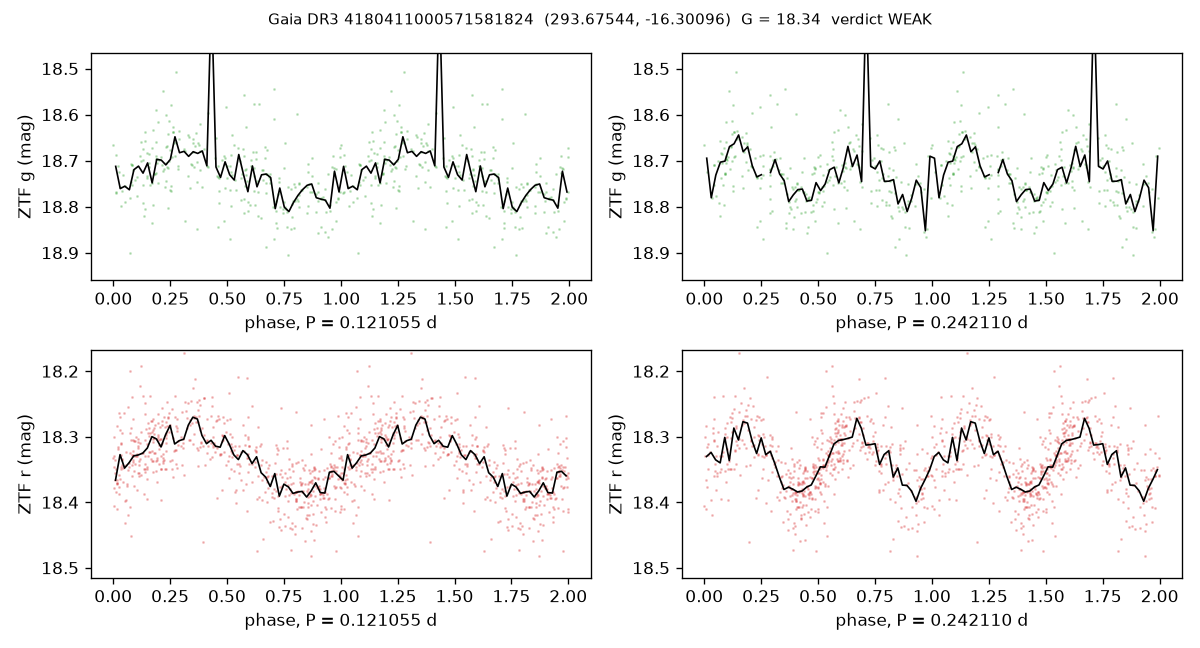 Gaia DR3 4180411000571581824 (293.67544, -16.30096) G = 18.34 verdict WEAK
ZTF g (mag)
18.5
18.6
18.7
18.8
18.9
0.00 0.25 0.50 0.75 1.00 1.25 1.50 1.75 2.00
phase, P = 0.121055 d
ZTF g (mag)
18.5
18.6
18.7
18.8
18.9
0.00 0.25 0.50 0.75 1.00 1.25 1.50 1.75 2.00
phase, P = 0.242110 d
ZTF r (mag)
18.2
18.3
18.4
18.5
0.00 0.25 0.50 0.75 1.00 1.25 1.50 1.75 2.00
phase, P = 0.121055 d
ZTF r (mag)
18.2
18.3
18.4
18.5
0.00 0.25 0.50 0.75 1.00 1.25 1.50 1.75 2.00
phase, P = 0.242110 d